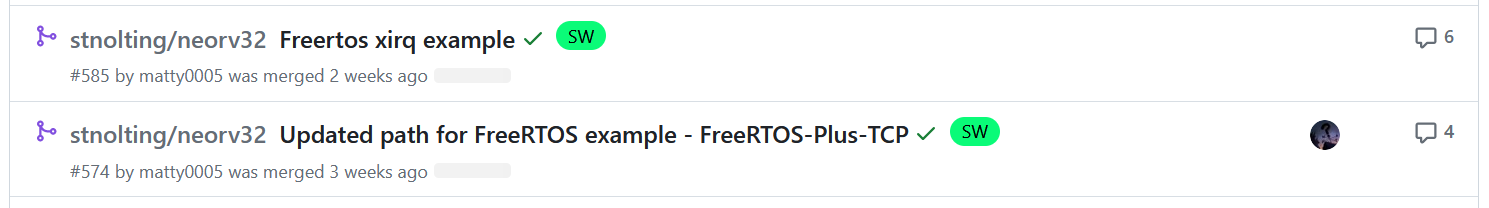 stnolting/neorv32 Freertos xirq example SW 6
#585 by matty0005 was merged 2 weeks ago
stnolting/neorv32 Updated path for FreeRTOS example - FreeRTOS-Plus-TCP SW 4
#574 by matty0005 was merged 3 weeks ago